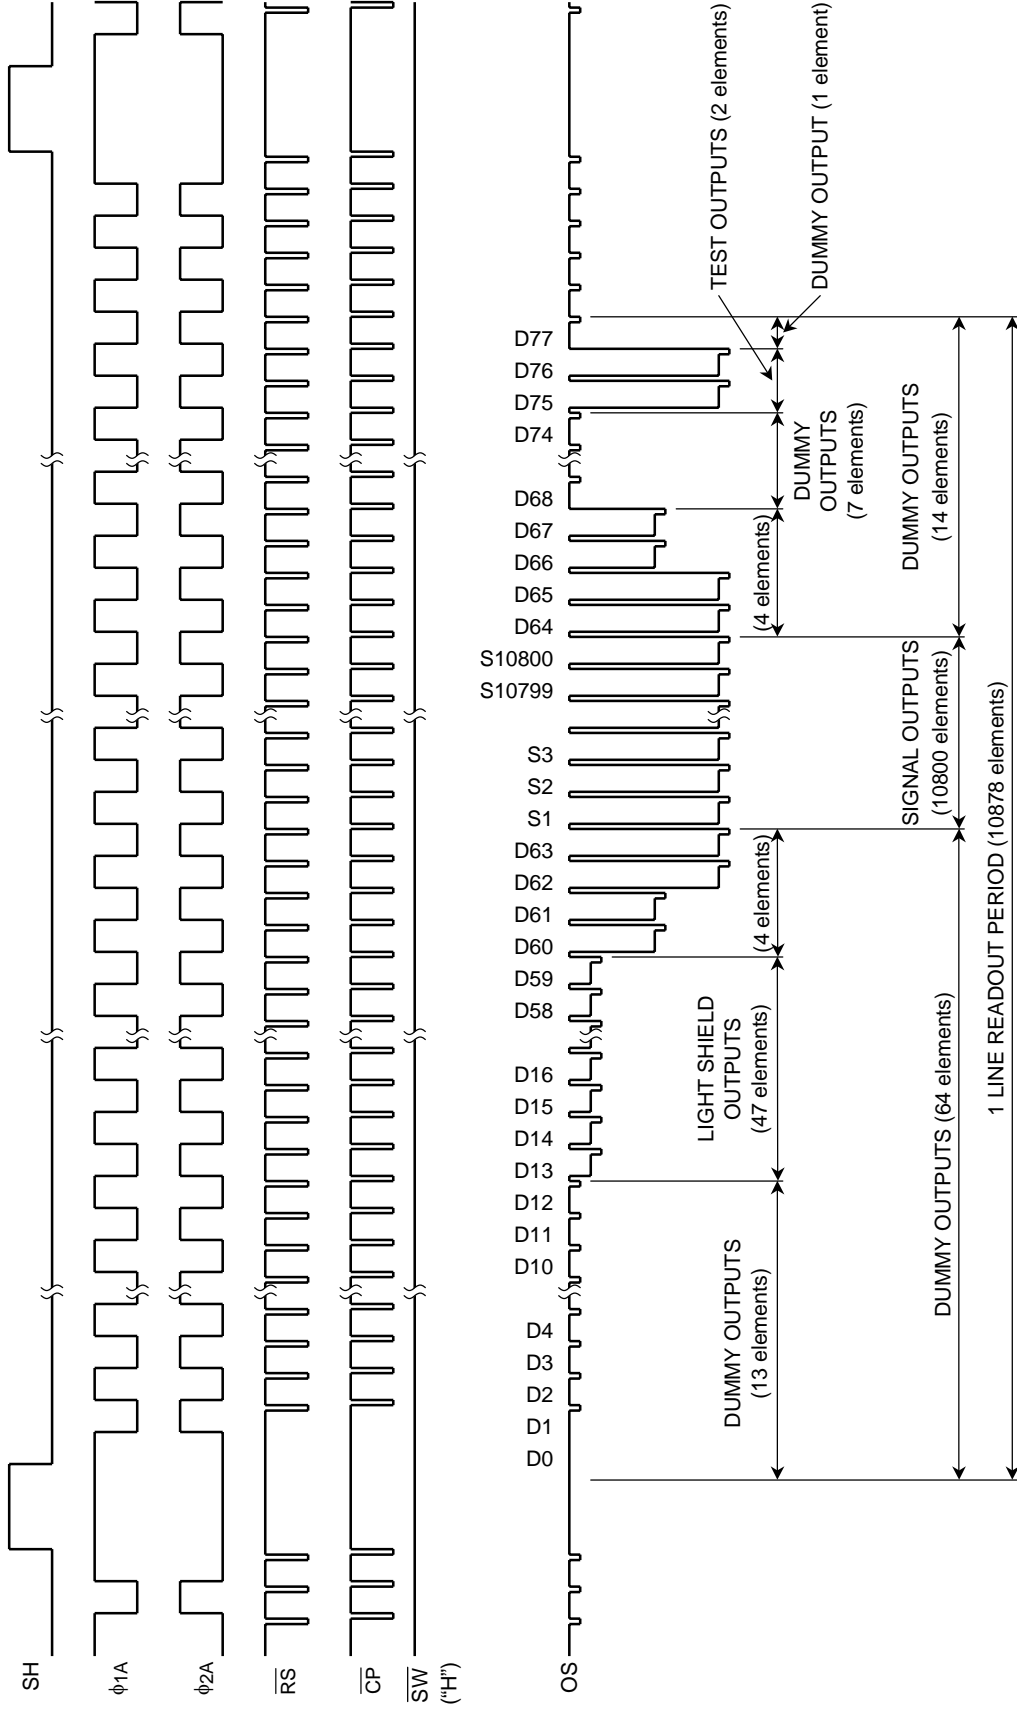 SH
ϕ1A
ϕ2A
RS
CP
SW
("H")
OS
D0
D1
D2
D3
D4
D10
D11
D12
D13
D14
D15
D16
D58
D59
D60
D61
D62
D63
S1
S2
S3
S10799
S10800
D64
D65
D66
D67
D68
D74
D75
D76
D77
DUMMY OUTPUTS
(13 elements)
LIGHT SHIELD
OUTPUTS
(47 elements)
(4 elements)
(4 elements)
DUMMY
OUTPUTS
(7 elements)
TEST OUTPUTS (2 elements)
DUMMY OUTPUT (1 element)
DUMMY OUTPUTS (64 elements)
SIGNAL OUTPUTS
(10800 elements)
DUMMY OUTPUTS
(14 elements)
1 LINE READOUT PERIOD (10878 elements)